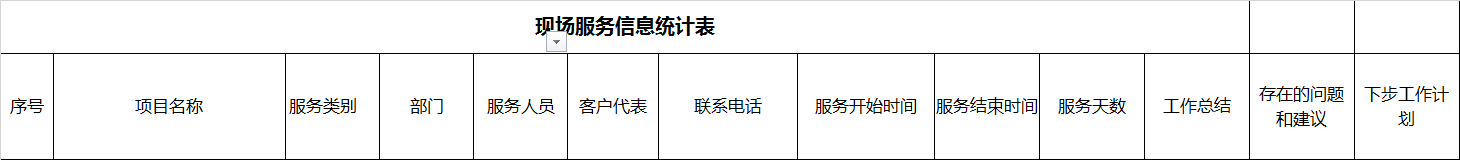 现场服务信息统计表
序号
项目名称
服务类别
部门
服务人员
客户代表
联系电话
服务开始时间
服务结束时间
服务天数
工作总结
存在的问题
和建议
下步工作计
划